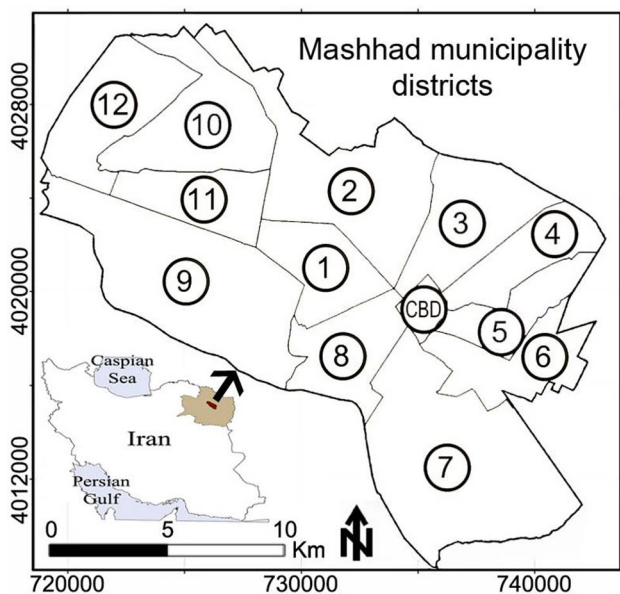 Mashhad municipality
districts
4028000
4020000
4012000
12
10
11
2
3
4
9
1
CBD
5
6
8
7
Caspian
Sea
Iran
Persian
Gulf
0 5 10
Km
N
720000 730000 740000